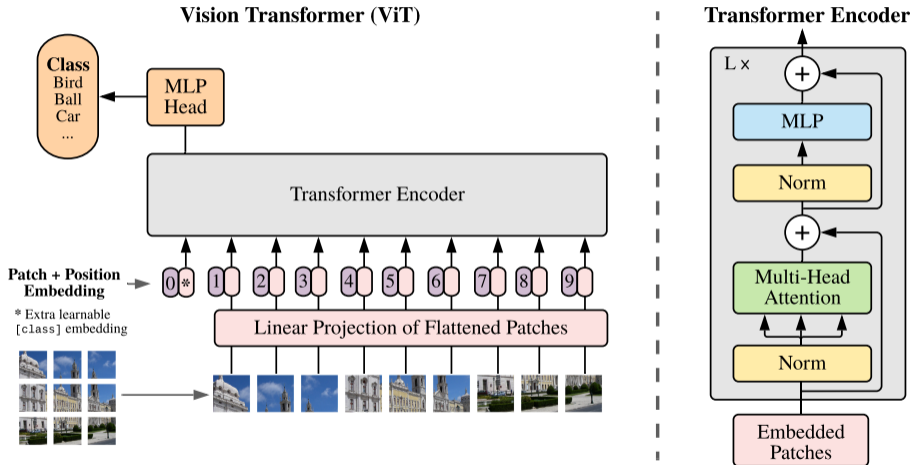 Vision Transformer (ViT)
Class
Bird
Ball
Car
...
MLP
Head
Transformer Encoder
Patch + Position
Embedding
0 * 1 2 3 4 5 6 7 8 9
* Extra learnable
[class] embedding
Linear Projection of Flattened Patches
Transformer Encoder
L x
+
MLP
Norm
+
Multi-Head
Attention
Norm
Embedded
Patches